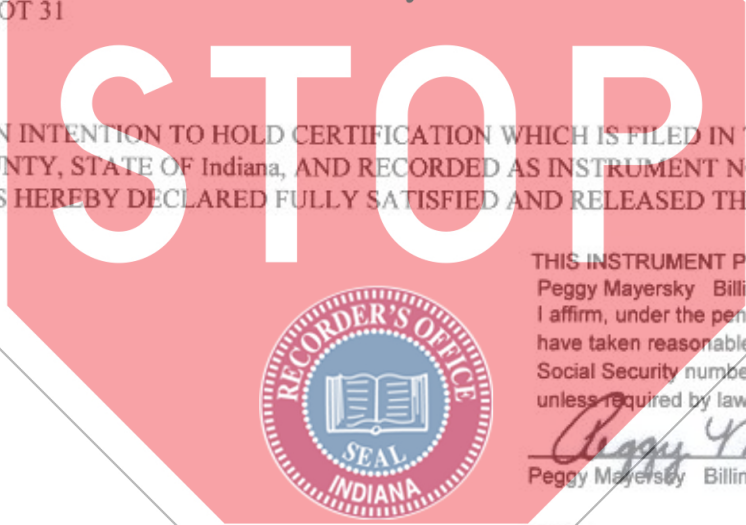 OT 31
STOP
N INTENTION TO HOLD CERTIFICATION WHICH IS FILED IN
NTY, STATE OF Indiana, AND RECORDED AS INSTRUMENT N
S HEREBY DECLARED FULLY SATISFIED AND RELEASED TH
THIS INSTRUMENT P
Peggy Mayersky Billi
I affirm, under the pen
have taken reasonable
Social Security numbe
unless required by law
RECORDER'S OFFICE
SEAL
INDIANA
Peggy
Peggy Mayersky Billin